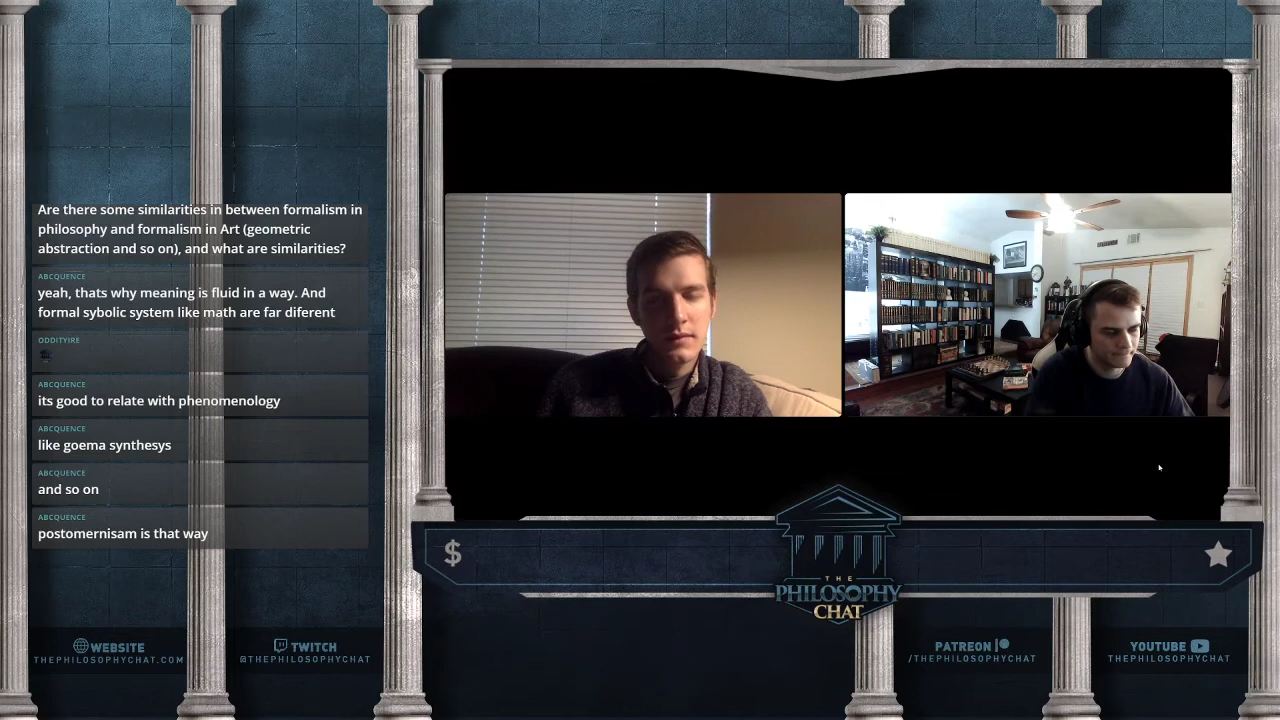 Are there some similarities in between formalism in
philosophy and formalism in Art (geometric
abstraction and so on), and what are similarities?
ABCQUENCE
yeah, thats why menaning is fluid in a way. And
formal sybolic system like math are far diferent
ODDITYIRE
ABCQUENCE
its good to relate with phenomenology
ABCQUENCE
like goema synthesys
ABCQUENCE
and so on
ABCQUENCE
postomernisam is that way
$
THE
PHILOSOPHY
CHAT
WEBSITE
THEPHILOSOPHYCHAT.COM
TWITCH
@THEPHILOSOPHYCHAT
PATREON
/THEPHILOSOPHYCHAT
YOUTUBE
THEPHILOSOPHYCHAT